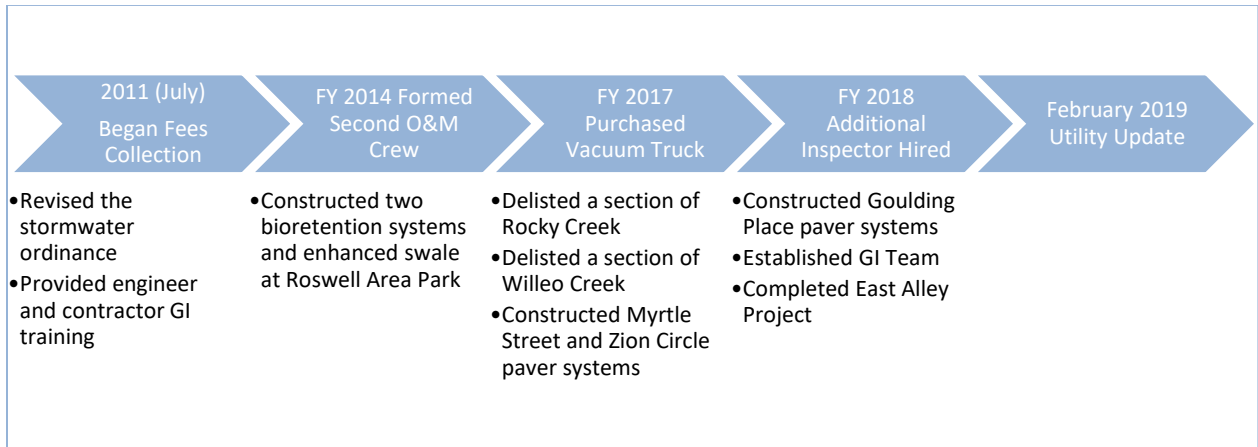 2011 (July)
Began Fees
Collection
•Revised the
stormwater
ordinance
•Provided engineer
and contractor GI
training
FY 2014 Formed
Second O&M
Crew
•Constructed two
bioretention systems
and enhanced swale
at Roswell Area Park
FY 2017
Purchased
Vacuum Truck
•Delisted a section of
Rocky Creek
•Delisted a section of
Willeo Creek
•Constructed Myrtle
Street and Zion Circle
paver systems
FY 2018
Additional
Inspector Hired
•Constructed Goulding
Place paver systems
•Established GI Team
•Completed East Alley
Project
February 2019
Utility Update